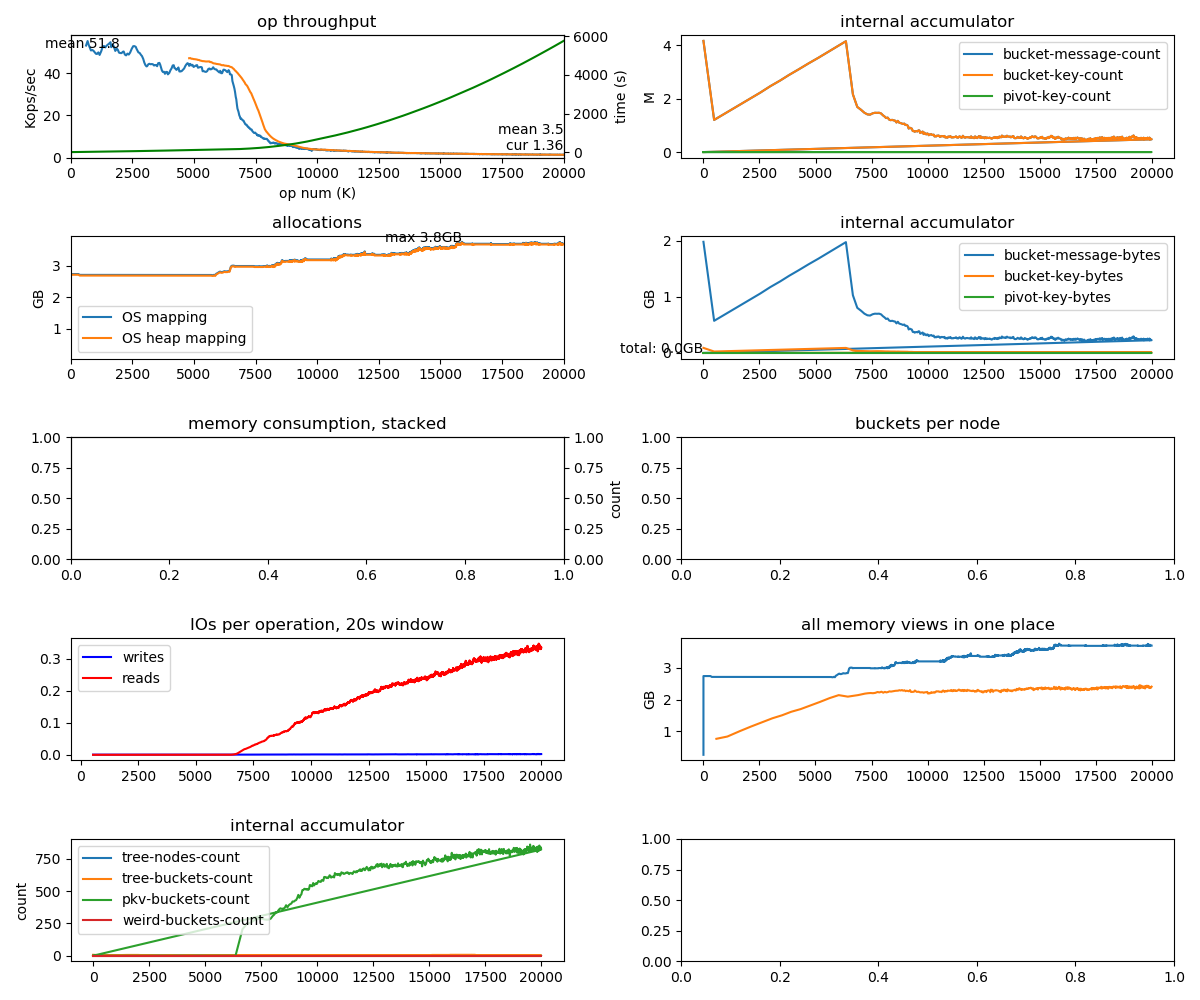 op throughput
mean 51.8
Kops/sec
0
20
40
0
2000
4000
6000
time (s)
mean 3.5
cur 1.36
0 2500 5000 7500 10000 12500 15000 17500 20000
op num (K)
internal accumulator
M
0
2
4
bucket-message-count
bucket-key-count
pivot-key-count
0 2500 5000 7500 10000 12500 15000 17500 20000
allocations
max 3.8GB
GB
3
2
1
OS mapping
OS heap mapping
0 2500 5000 7500 10000 12500 15000 17500 20000
internal accumulator
GB
2
1
0
total: 0.0GB
bucket-message-bytes
bucket-key-bytes
pivot-key-bytes
0 2500 5000 7500 10000 12500 15000 17500 20000
memory consumption, stacked
1.00
0.75
0.50
0.25
0.00
1.00
0.75
0.50
0.25
0.00
count
0.0 0.2 0.4 0.6 0.8 1.0
buckets per node
1.00
0.75
0.50
0.25
0.00
0.0 0.2 0.4 0.6 0.8 1.0
IOs per operation, 20s window
0.3
0.2
0.1
0.0
writes
reads
0 2500 5000 7500 10000 12500 15000 17500 20000
all memory views in one place
GB
3
2
1
0 2500 5000 7500 10000 12500 15000 17500 20000
internal accumulator
count
750
500
250
0
tree-nodes-count
tree-buckets-count
pkv-buckets-count
weird-buckets-count
0 2500 5000 7500 10000 12500 15000 17500 20000
1.00
0.75
0.50
0.25
0.00
0.0 0.2 0.4 0.6 0.8 1.0